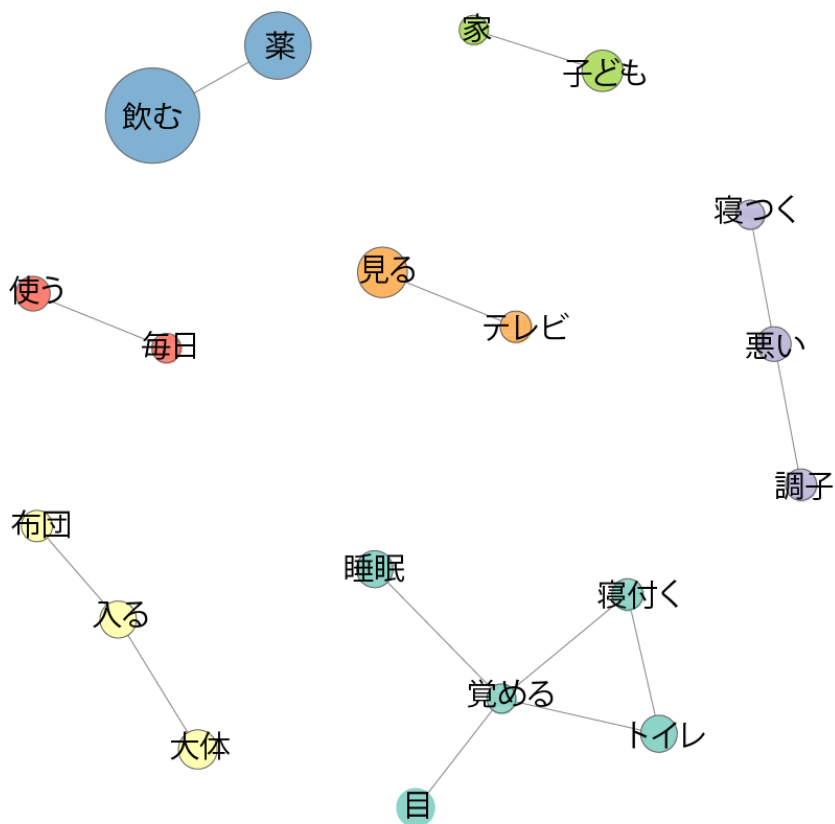 家
薬
子ども
飲む
寝つく
見る
使う
テレビ
毎日
悪い
調子
布団
睡眠
寝付く
入る
覚める
トイレ
大体
目